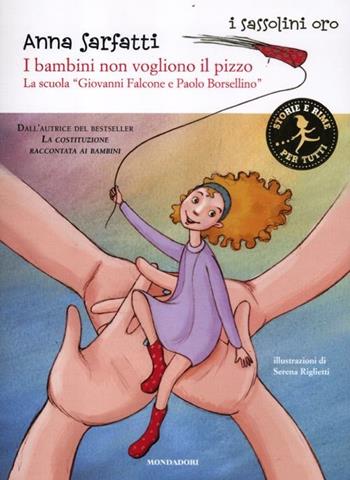 i sassolini oro
Anna Sarfatti
I bambini non vogliono il pizzo
La scuola "Giovanni Falcone e Paolo Borsellino"
DALL'AUTRICE DEL BESTSELLER
LA COSTITUZIONE
RACCONTATA AI BAMBINI
STORIE E RIME
PER TUTTI
illustrazioni di
Serena Riglietti
MONDADORI